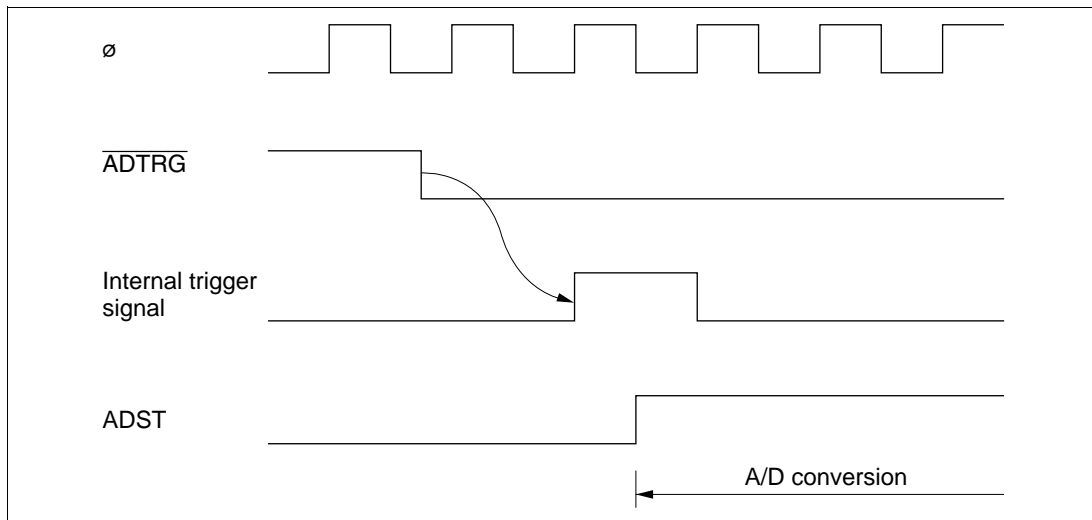 ø
ADTRG
Internal trigger
signal
ADST
A/D conversion